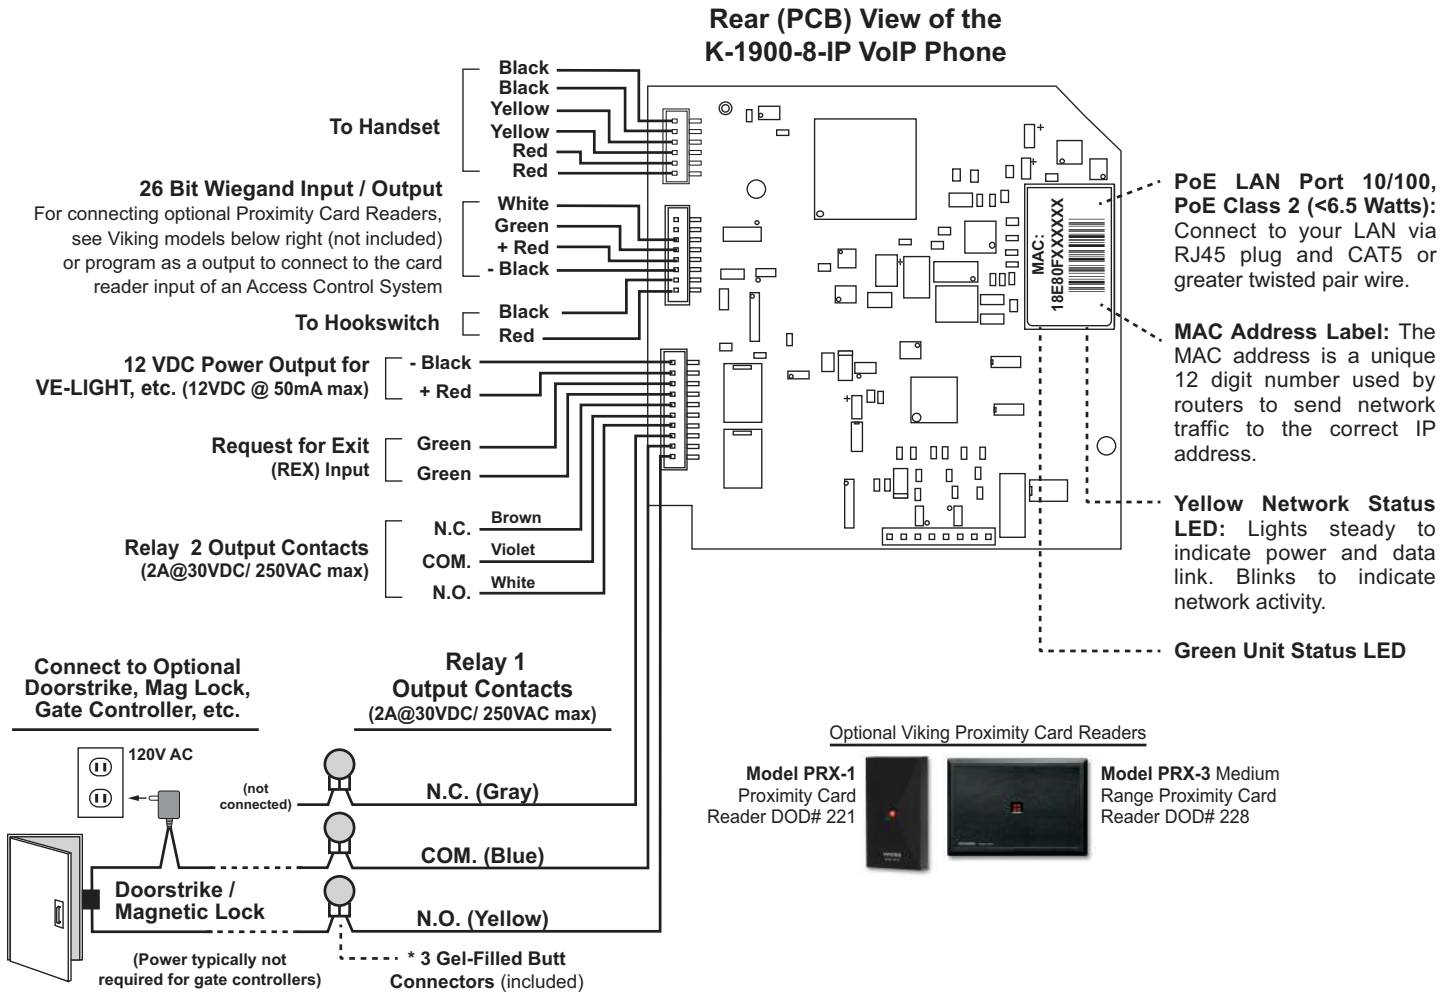 Rear (PCB) View of the
K-1900-8-IP VoIP Phone
Black
Black
Yellow
Yellow
Red
Red
To Handset
26 Bit Wiegand Input / Output
For connecting optional Proximity Card Readers,
see Viking models below right (not included)
or program as a output to connect to the card
reader input of an Access Control System
White
Green
+ Red
- Black
To Hookswitch
Black
Red
12 VDC Power Output for
VE-LIGHT, etc. (12VDC @ 50mA max)
- Black
+ Red
Request for Exit
(REX) Input
Green
Green
Relay 2 Output Contacts
(2A@30VDC/ 250VAC max)
N.C. Brown
COM. Violet
N.O. White
MAC:
18E80FXXXXXX
PoE LAN Port 10/100,
PoE Class 2 (<6.5 Watts):
Connect to your LAN via
RJ45 plug and CAT5 or
greater twisted pair wire.
MAC Address Label: The
MAC address is a unique
12 digit number used by
routers to send network
traffic to the correct IP
address.
Yellow Network Status
LED: Lights steady to
indicate power and data
link. Blinks to indicate
network activity.
Green Unit Status LED
Connect to Optional
Doorstrike, Mag Lock,
Gate Controller, etc.
Relay 1
Output Contacts
(2A@30VDC/ 250VAC max)
120V AC
(not
connected)
N.C. (Gray)
COM. (Blue)
N.O. (Yellow)
Doorstrike /
Magnetic Lock
(Power typically not
required for gate controllers)
* 3 Gel-Filled Butt
Connectors (included)
Optional Viking Proximity Card Readers
Model PRX-1
Proximity Card
Reader DOD# 221
Model PRX-3 Medium
Range Proximity Card
Reader DOD# 228